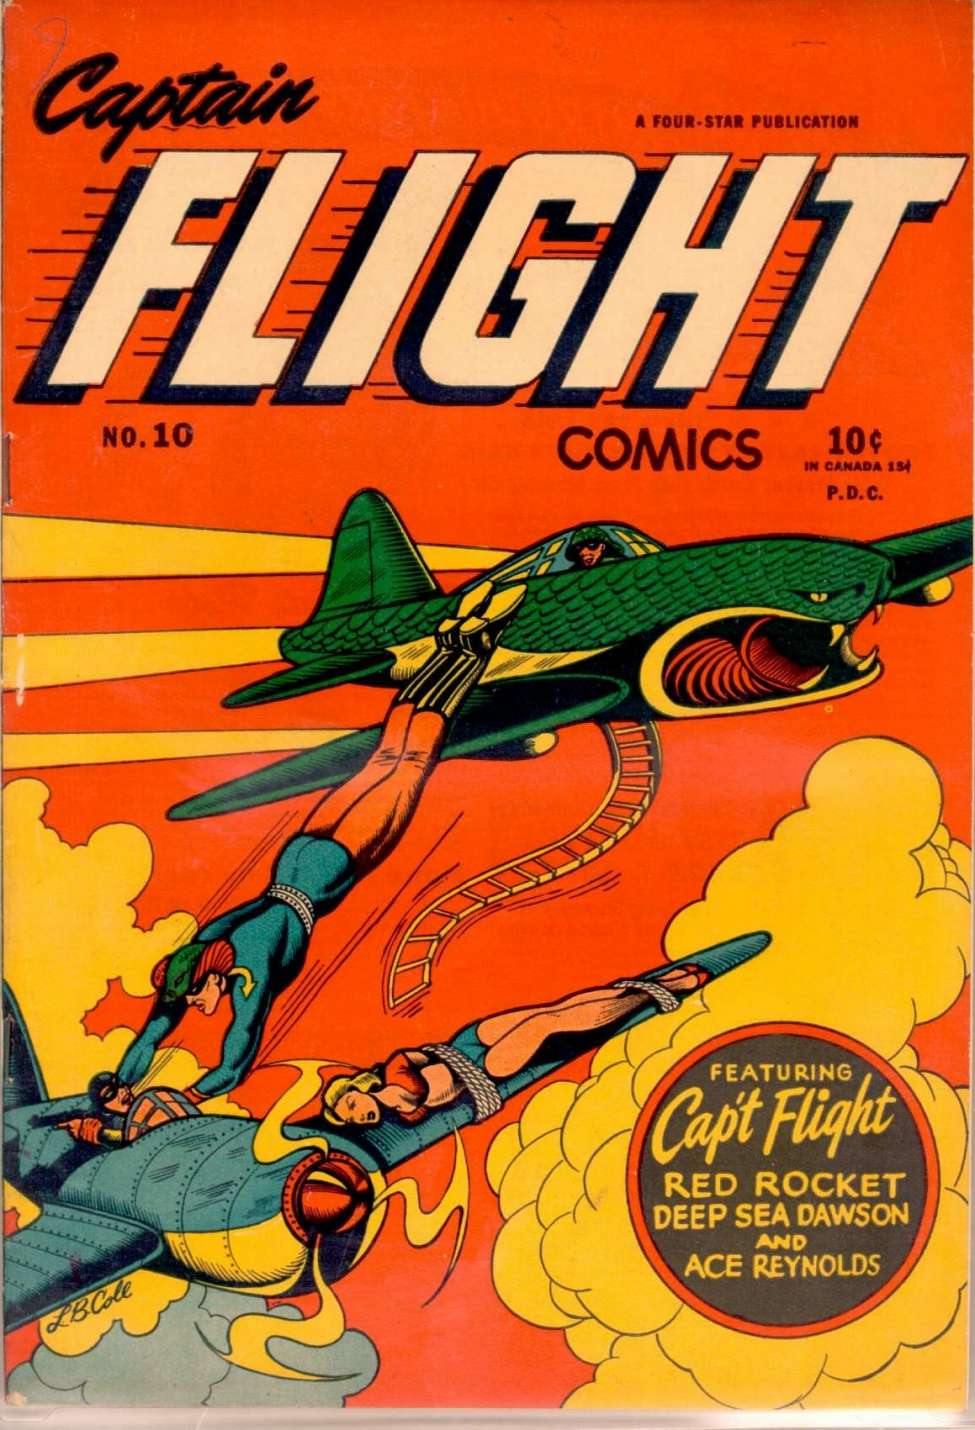 Captain
A FOUR-STAR PUBLICATION
FLIGHT
NO. 10
COMICS
10¢
IN CANADA 15¢
P.D.C.
FEATURING
Cap't Flight
RED ROCKET
DEEP SEA DAWSON
AND
ACE REYNOLDS
L.B. Cole